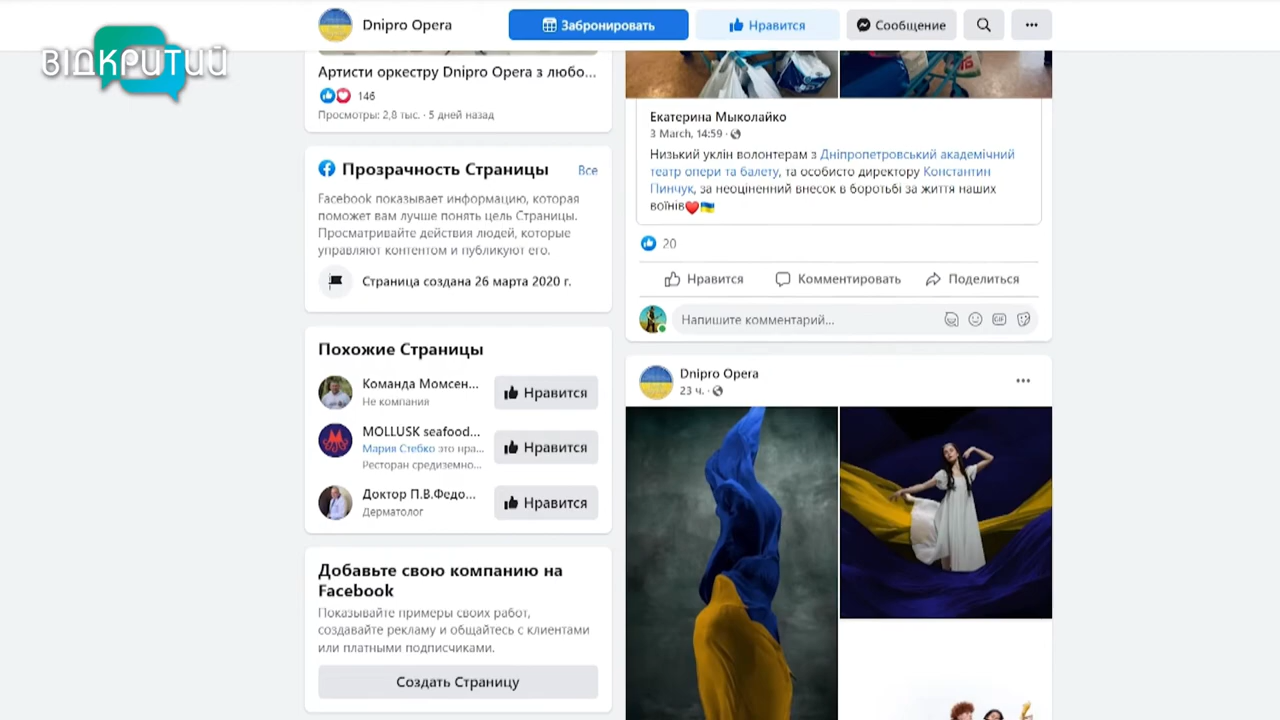 ВІДКРИТИЙ
Dnipro Opera
Забронировать
Нравится
Сообщение
Артисти оркестру Dnipro Opera з любо...
146
Просмотры: 2,8 тыс. · 5 дней назад
Прозрачность Страницы
Все
Facebook показывает информацию, которая
поможет вам лучше понять цель Страницы.
Просматривайте действия людей, которые
управляют контентом и публикуют его.
Страница создана 26 марта 2020 г.
Похожие Страницы
Команда Момсен...
Не компания
Нравится
MOLLUSK seafood...
Мария Стебко это нра...
Ресторан средиземно...
Нравится
Доктор П.В.Федо...
Дерматолог
Нравится
Добавьте свою компанию на
Facebook
Показывайте примеры своих работ,
создавайте рекламу и общайтесь с клиентами
или платными подписчиками.
Создать Страницу
Екатерина Мыколайко
3 March, 14:59 ·
Низький уклін волонтерам з Дніпропетровський академічний
театр опери та балету, та особисто директору Константин
Пинчук, за неоціненний внесок в боротьбі за життя наших
воїнів❤️🇺🇦
20
Нравится
Комментировать
Поделиться
Напишите комментарий...
GIF
Dnipro Opera
23 ч. ·